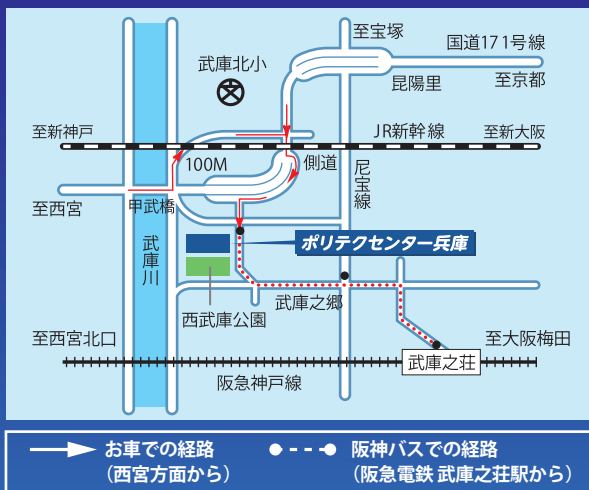 至宝塚
国道171号線
武庫北小
昆陽里
至京都
至新神戸
JR新幹線
至新大阪
100M
側道
尼宝線
至西宮
甲武橋
武庫川
ポリテクセンター兵庫
武庫之郷
西武庫公園
至西宮北口
至大阪梅田
武庫之荘
阪急神戸線
お車での経路
(西宮方面から)
阪神バスでの経路
(阪急電鉄 武庫之荘駅から)